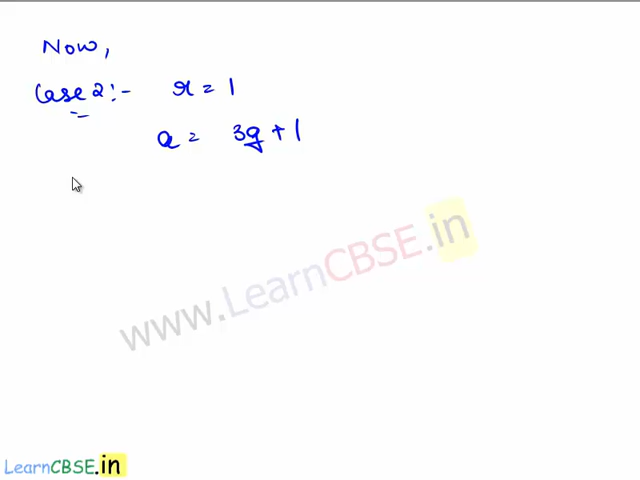 Now,
Case 2:- r = 1
a = 3q + 1
www.LearnCBSE.in
LearnCBSE.in